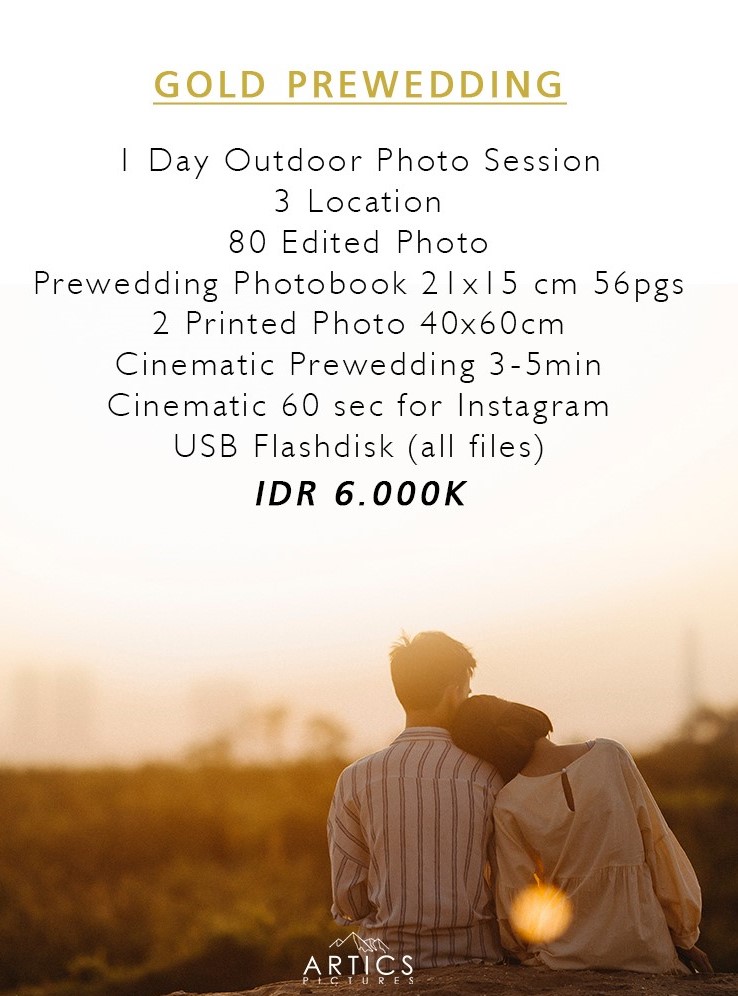 GOLD PREWEDDING
1 Day Outdoor Photo Session
3 Location
80 Edited Photo
Prewedding Photobook 21x15 cm 56pgs
2 Printed Photo 40x60cm
Cinematic Prewedding 3-5min
Cinematic 60 sec for Instagram
USB Flashdisk (all files)
IDR 6.000K
ARTICS
PICTURES